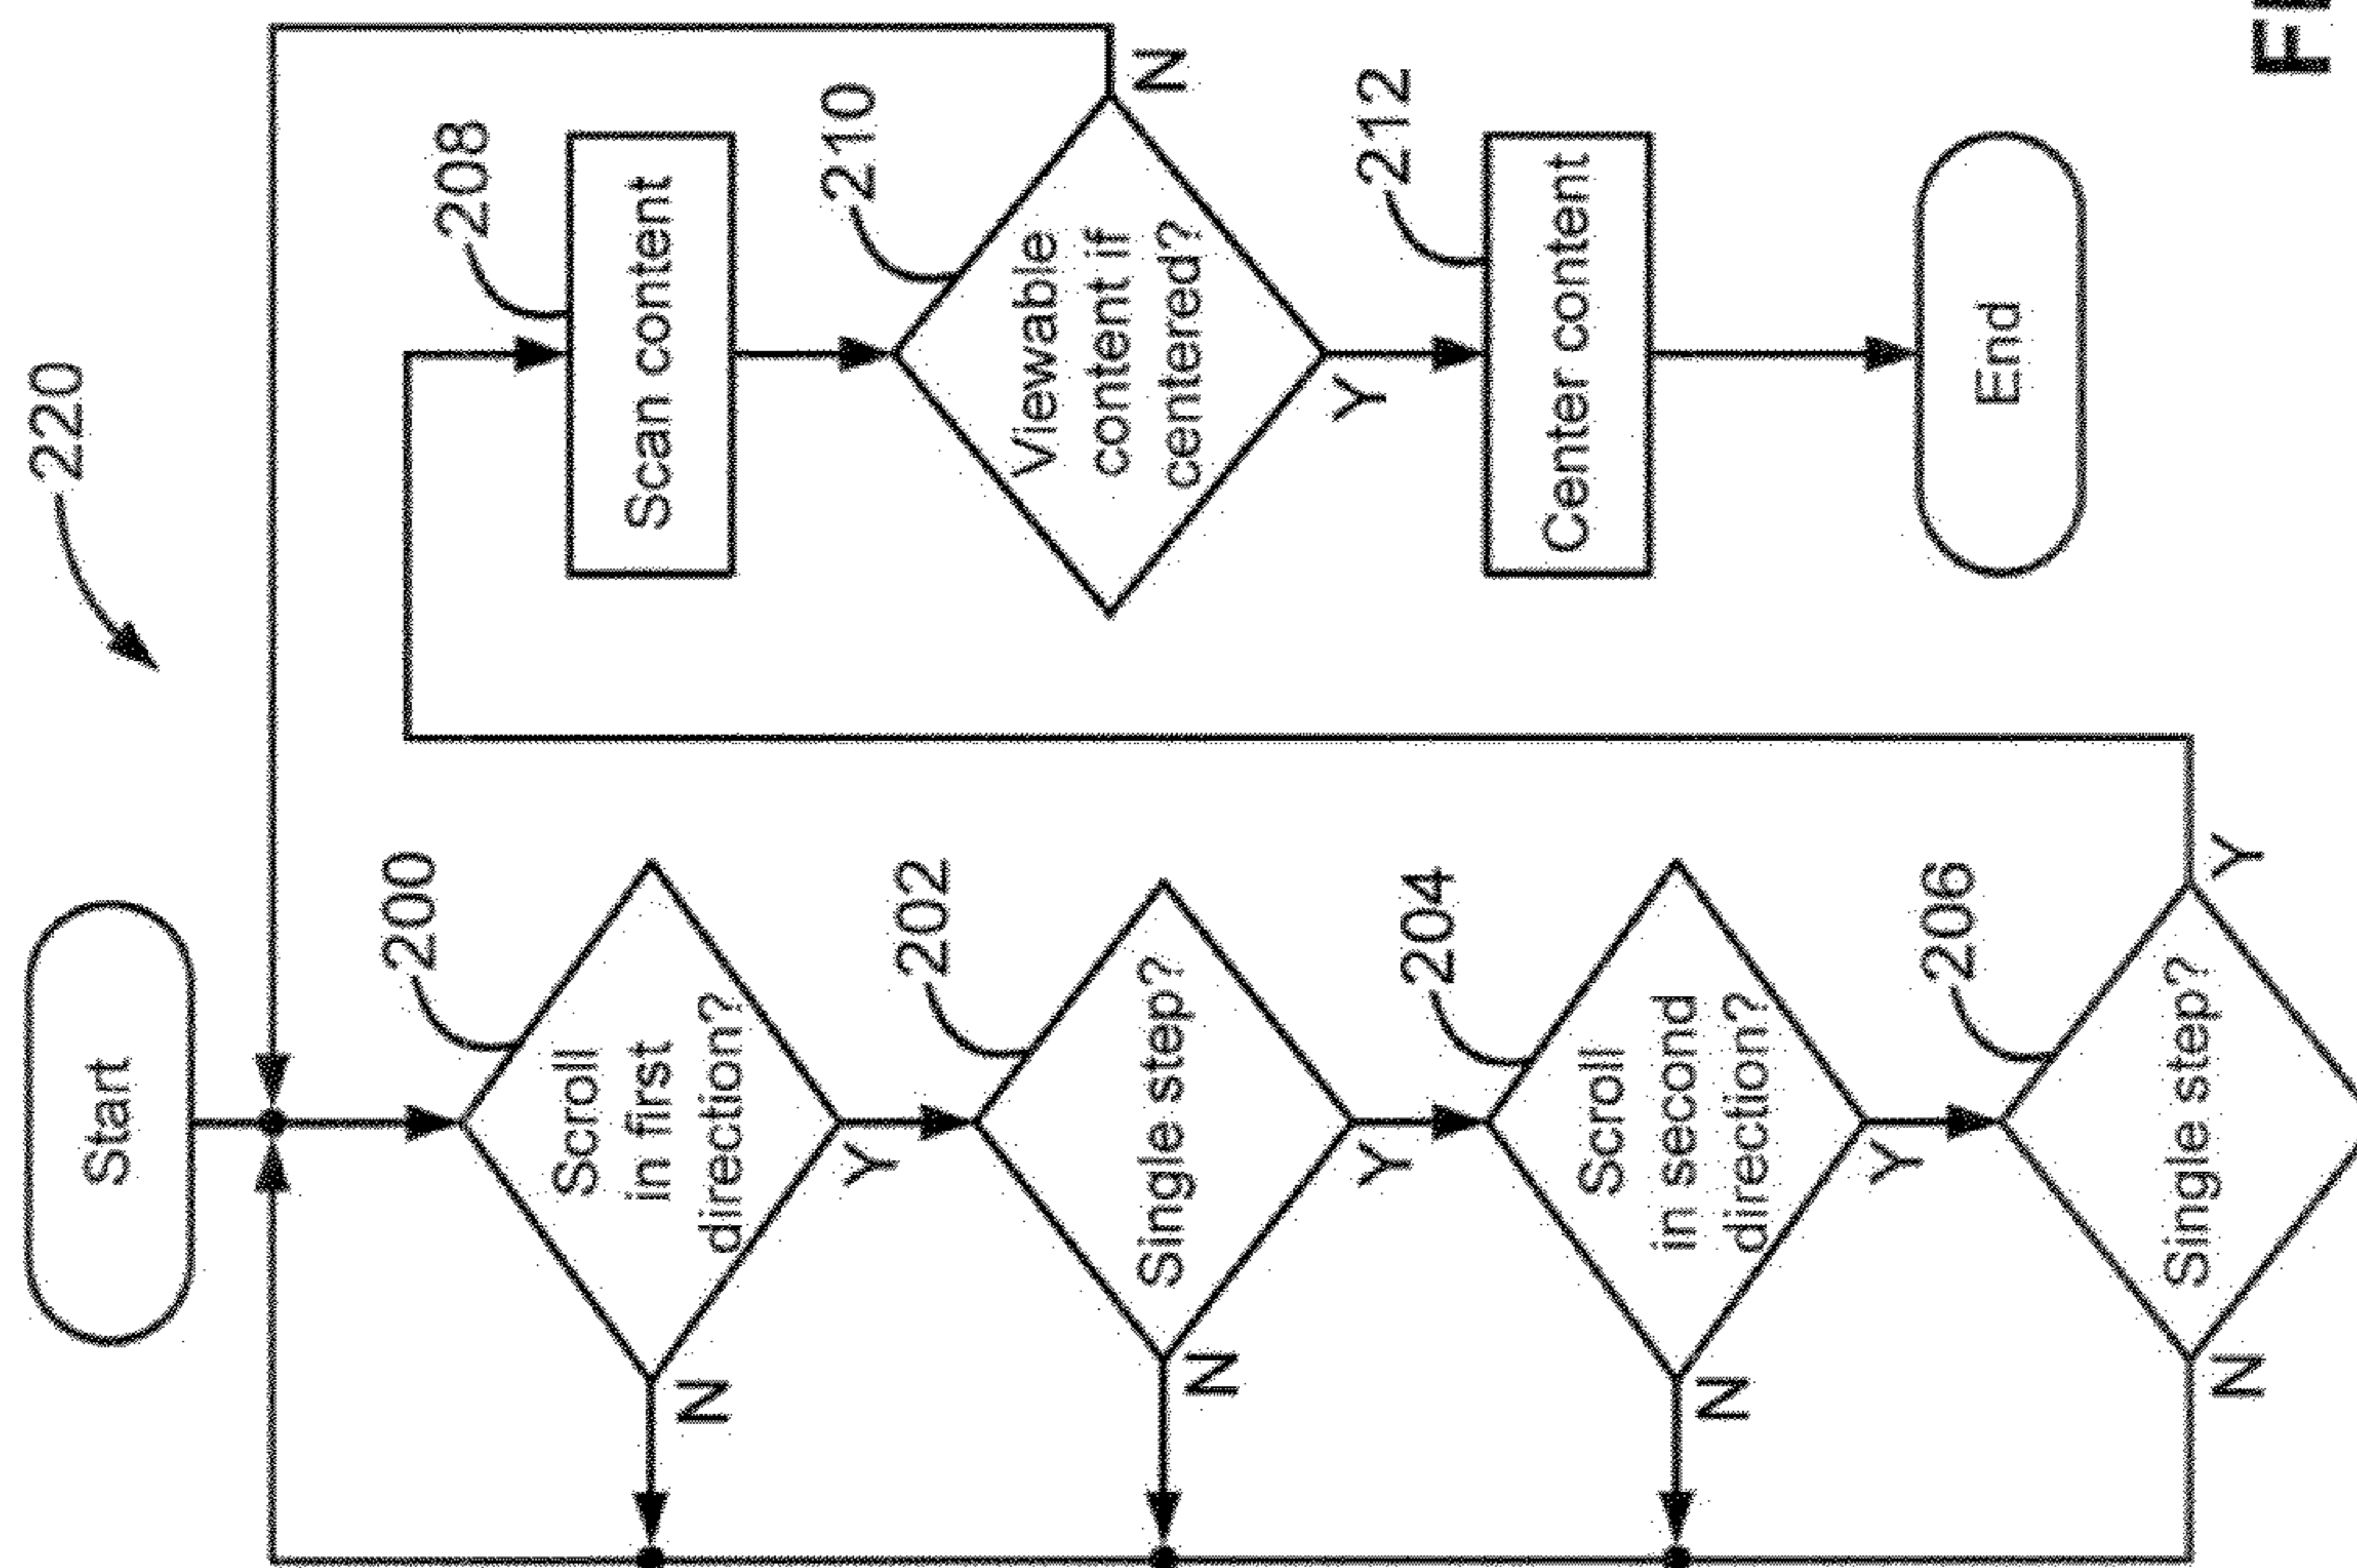 220
Start
200
Scroll
in first
direction?
N
Y
202
Single step?
N
Y
204
Scroll
in second
direction?
N
Y
206
Single step?
N
Y
208
Scan content
210
Viewable
content if
centered?
N
Y
212
Center content
End